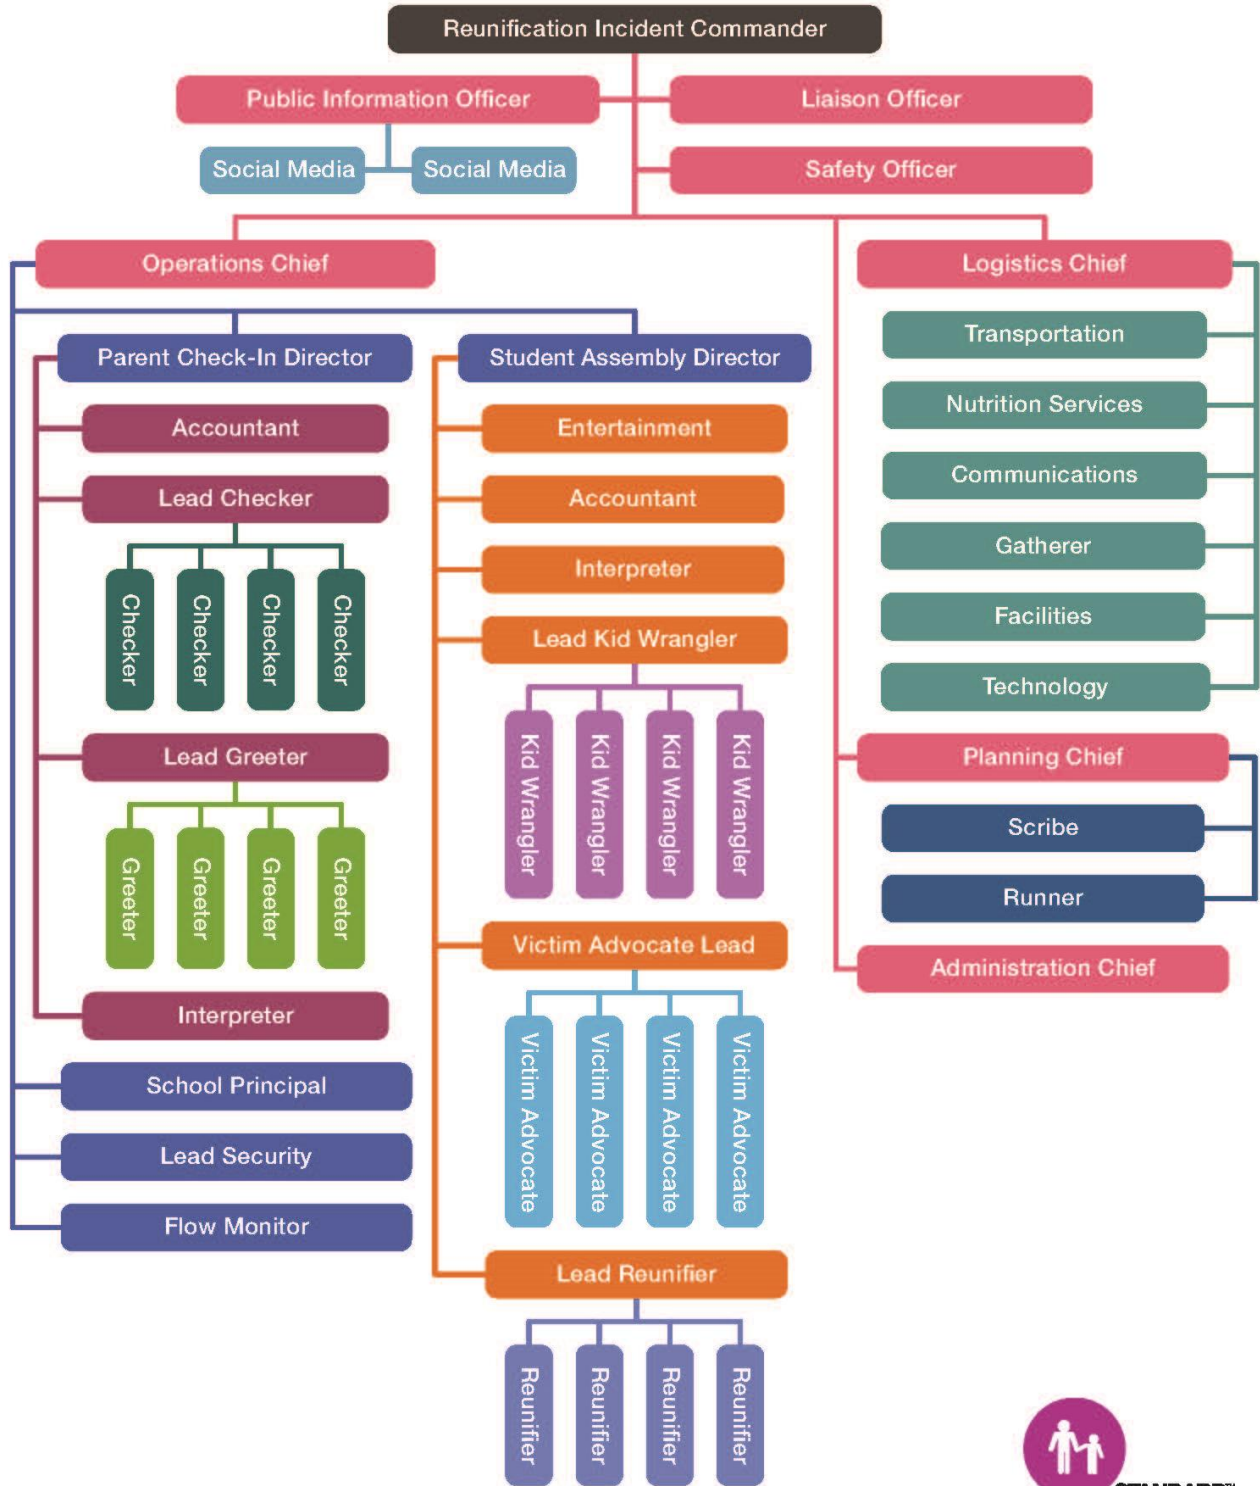 Reunification Incident Commander
Public Information Officer
Liaison Officer
Social Media
Social Media
Safety Officer
Operations Chief
Logistics Chief
Parent Check-In Director
Accountant
Lead Checker
Checker
Checker
Checker
Checker
Lead Greeter
Greeter
Greeter
Greeter
Greeter
Interpreter
School Principal
Lead Security
Flow Monitor
Student Assembly Director
Entertainment
Accountant
Interpreter
Lead Kid Wrangler
Kid Wrangler
Kid Wrangler
Kid Wrangler
Kid Wrangler
Victim Advocate Lead
Victim Advocate
Victim Advocate
Victim Advocate
Victim Advocate
Lead Reunifier
Reunifier
Reunifier
Reunifier
Reunifier
Transportation
Nutrition Services
Communications
Gatherer
Facilities
Technology
Planning Chief
Scribe
Runner
Administration Chief